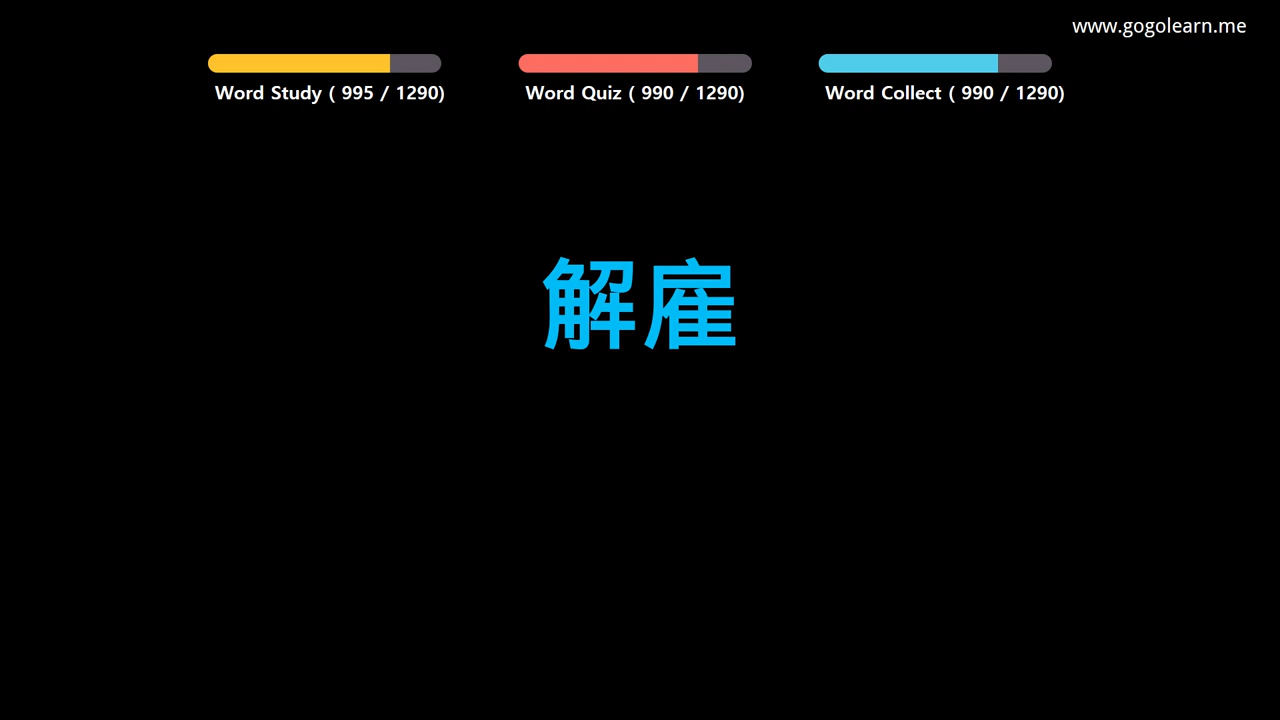 www.gogolearn.me
Word Study ( 995 / 1290)
Word Quiz ( 990 / 1290)
Word Collect ( 990 / 1290)
解雇